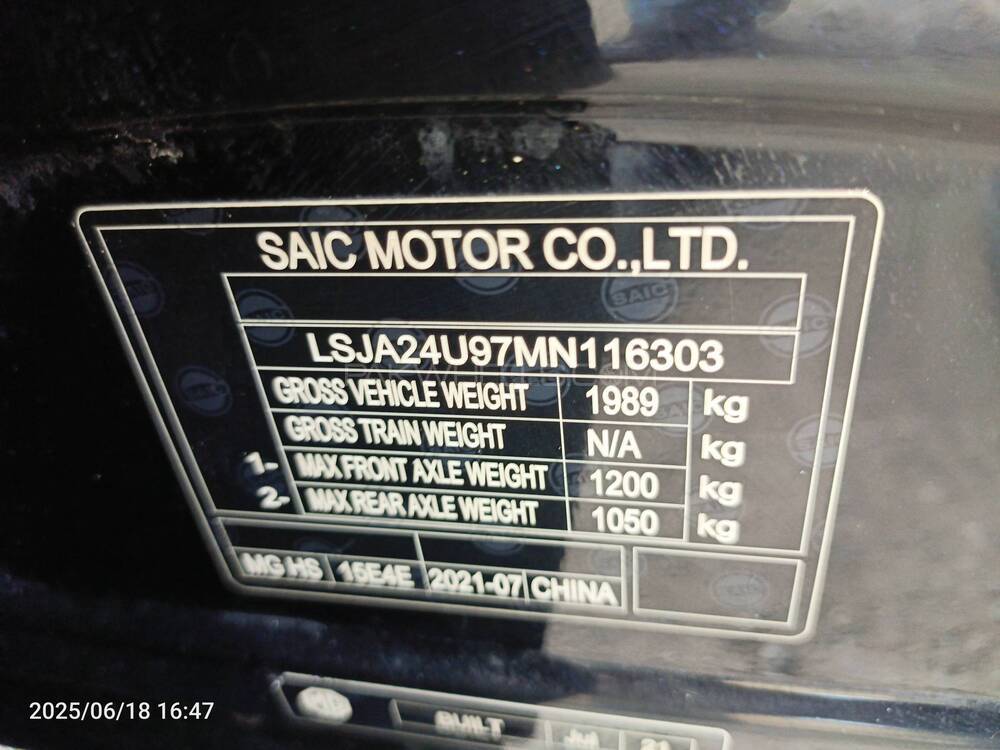 SAIC MOTOR CO.,LTD.
LSJA24U97MN116303
GROSS VEHICLE WEIGHT 1989 kg
GROSS TRAIN WEIGHT N/A kg
1- MAX FRONT AXLE WEIGHT 1200 kg
2- MAX REAR AXLE WEIGHT 1050 kg
MG HS 15E4E 2021-07 CHINA
BUILT Jul 21
2025/06/18 16:47